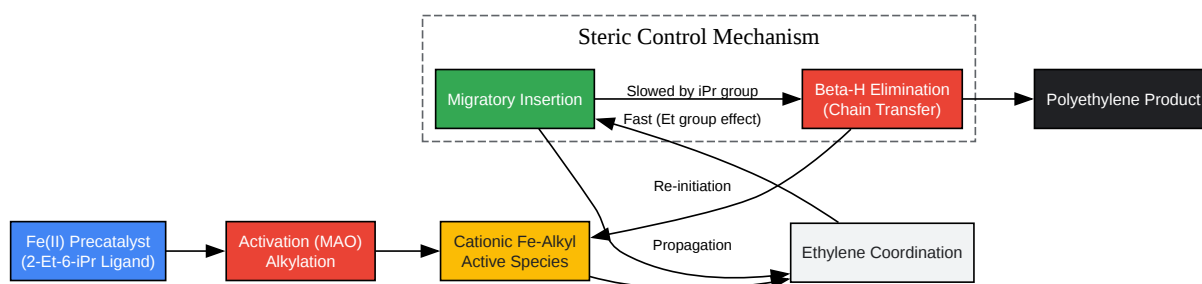 Steric Control Mechanism
Migratory Insertion
Slowed by iPr group
Beta-H Elimination
(Chain Transfer)
Polyethylene Product
Fast (Et group effect)
Re-initiation
Fe(II) Precatalyst
(2-Et-6-iPr Ligand)
Activation (MAO)
Alkylation
Cationic Fe-Alkyl
Active Species
Propagation
Ethylene Coordination